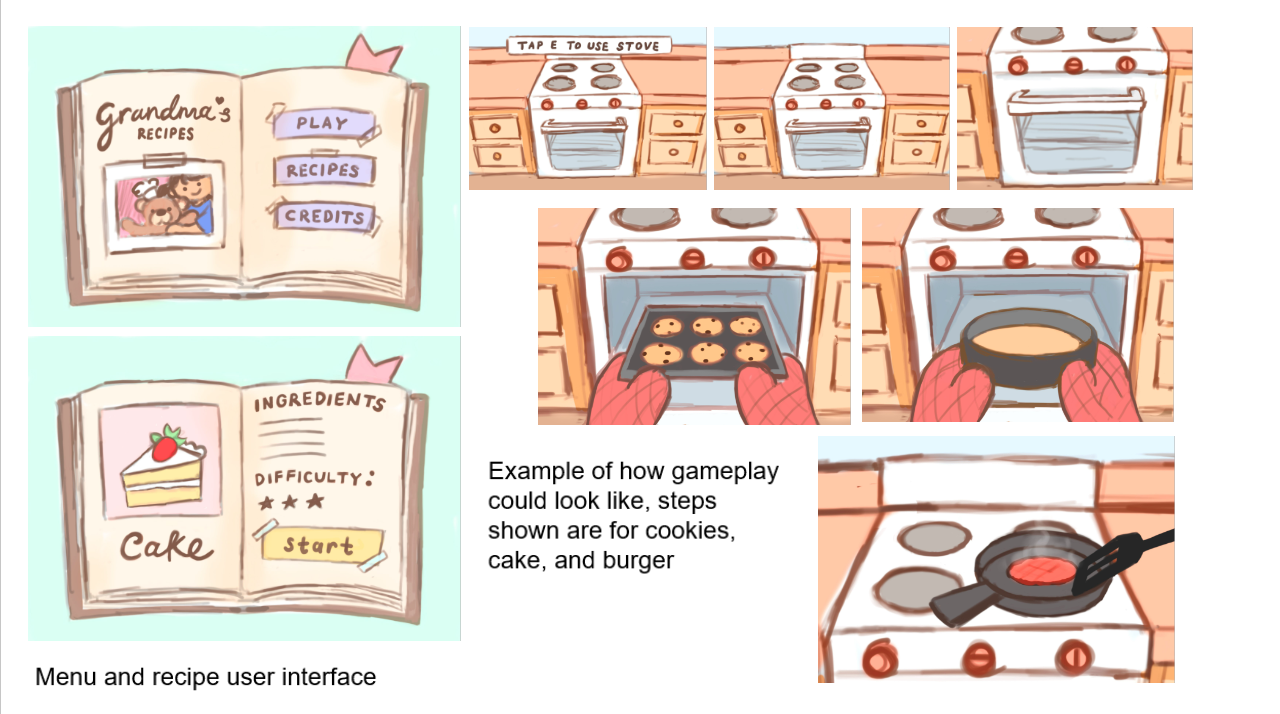 Grandma's
RECIPES
PLAY
RECIPES
CREDITS
TAP E TO USE STOVE
INGREDIENTS
DIFFICULTY:
Cake
start
Example of how gameplay
could look like, steps
shown are for cookies,
cake, and burger
Menu and recipe user interface